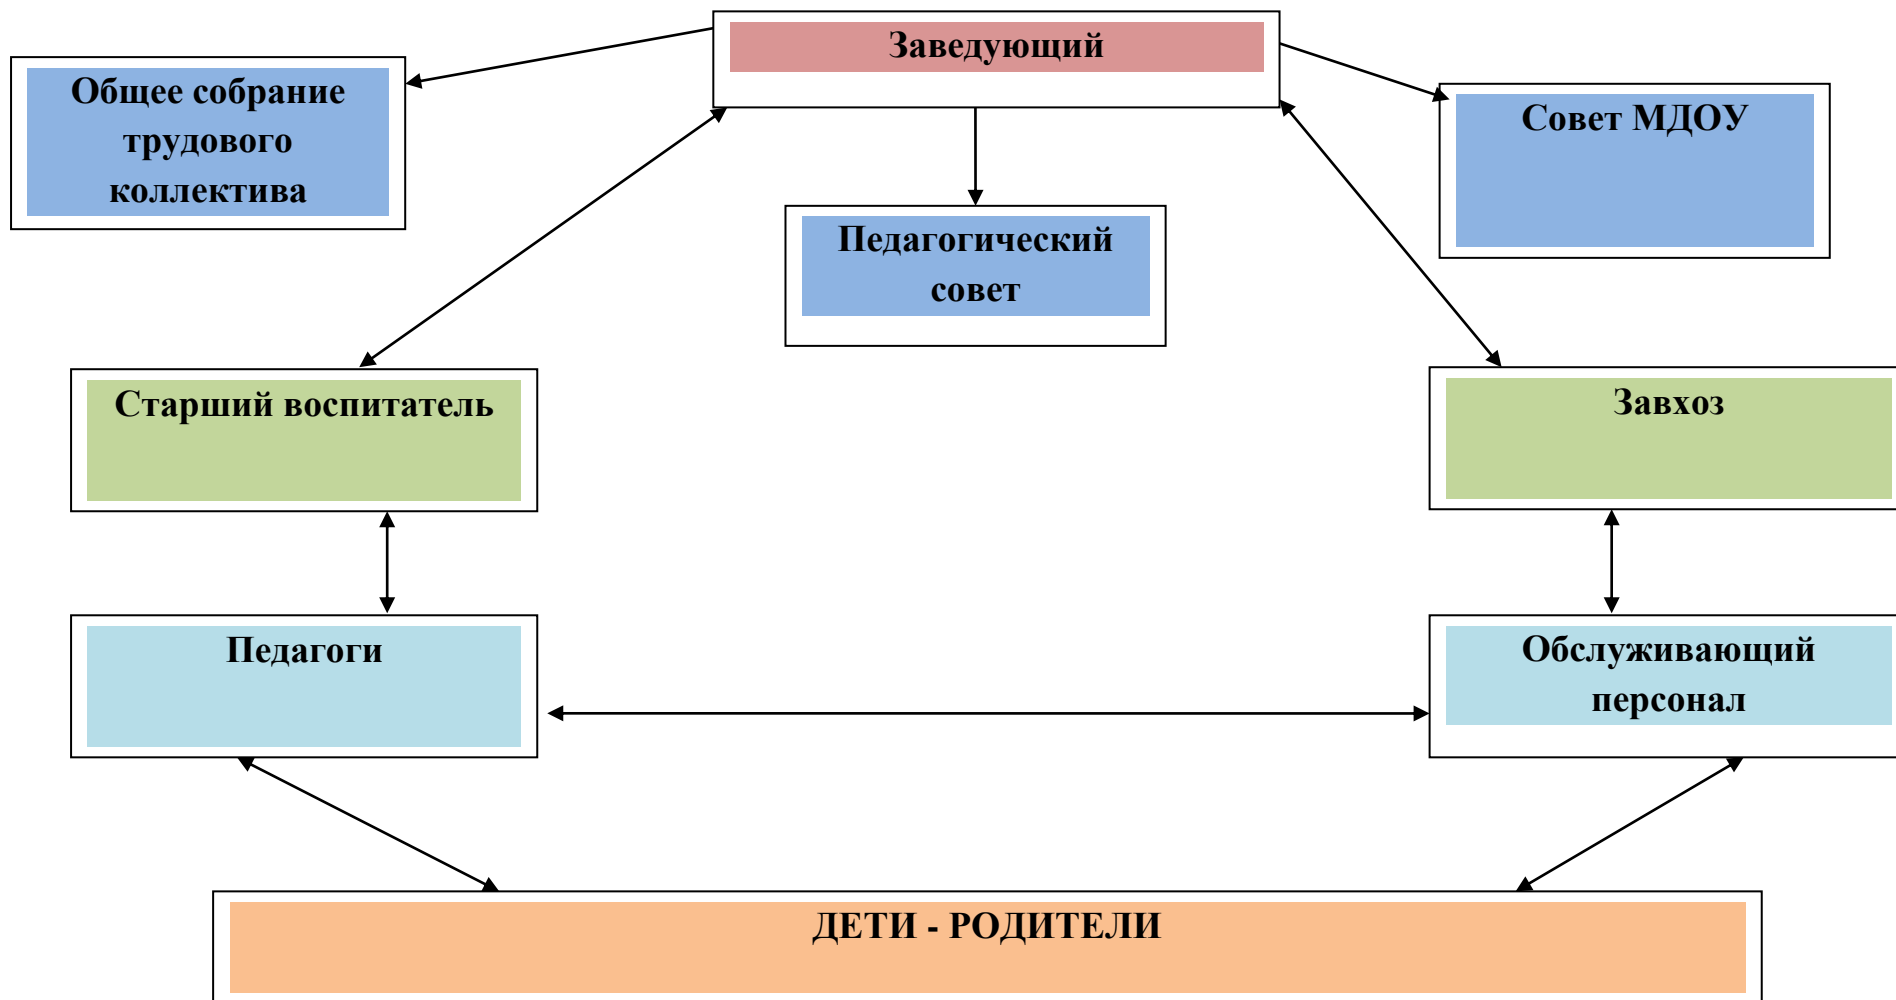 Заведующий
Общее собрание
трудового
коллектива
Совет МДОУ
Педагогический
совет
Старший воспитатель
Завхоз
Педагоги
Обслуживающий
персонал
ДЕТИ - РОДИТЕЛИ